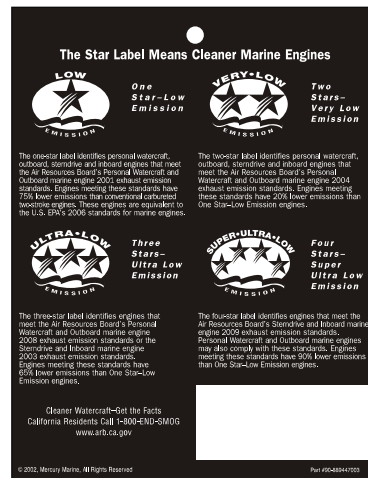 The Star Label Means Cleaner Marine Engines
LOW
EMISSION
One
Star–Low
Emission
VERY•LOW
EMISSION
Two
Stars–
Very Low
Emission
The one-star label identifies personal watercraft,
outboard, sterndrive and inboard engines that meet
the Air Resources Board's Personal Watercraft and
Outboard marine engine 2001 exhaust emission
standards. Engines meeting these standards have
75% lower emissions than conventional carbureted
two-stroke engines. These engines are equivalent to
the U.S. EPA's 2006 standards for marine engines.
The two-star label identifies personal watercraft,
outboard, sterndrive and inboard engines that
meet the Air Resources Board's Personal
Watercraft and Outboard marine engine 2004
exhaust emission standards. Engines meeting
these standards have 20% lower emissions than
One Star–Low Emission engines.
ULTRA•LOW
EMISSION
Three
Stars–
Ultra Low
Emission
SUPER•ULTRA•LOW
EMISSION
Four
Stars–
Super
Ultra Low
Emission
The three-star label identifies engines that
meet the Air Resources Board's Personal
Watercraft and Outboard marine engine
2008 exhaust emission standards or the
Sterndrive and Inboard marine engine
2003 exhaust emission standards.
Engines meeting these standards have
65% lower emissions than One Star–Low
Emission engines.
The four-star label identifies engines that meet the
Air Resources Board's Sterndrive and Inboard marine
engine 2009 exhaust emission standards.
Personal Watercraft and Outboard marine engines
may also comply with these standards. Engines
meeting these standards have 90% lower emissions
than One Star–Low Emission engines.
Cleaner Watercraft–Get the Facts
California Residents Call 1-800-END-SMOG
www.arb.ca.gov
© 2002, Mercury Marine, All Rights Reserved
Part #90-889447003